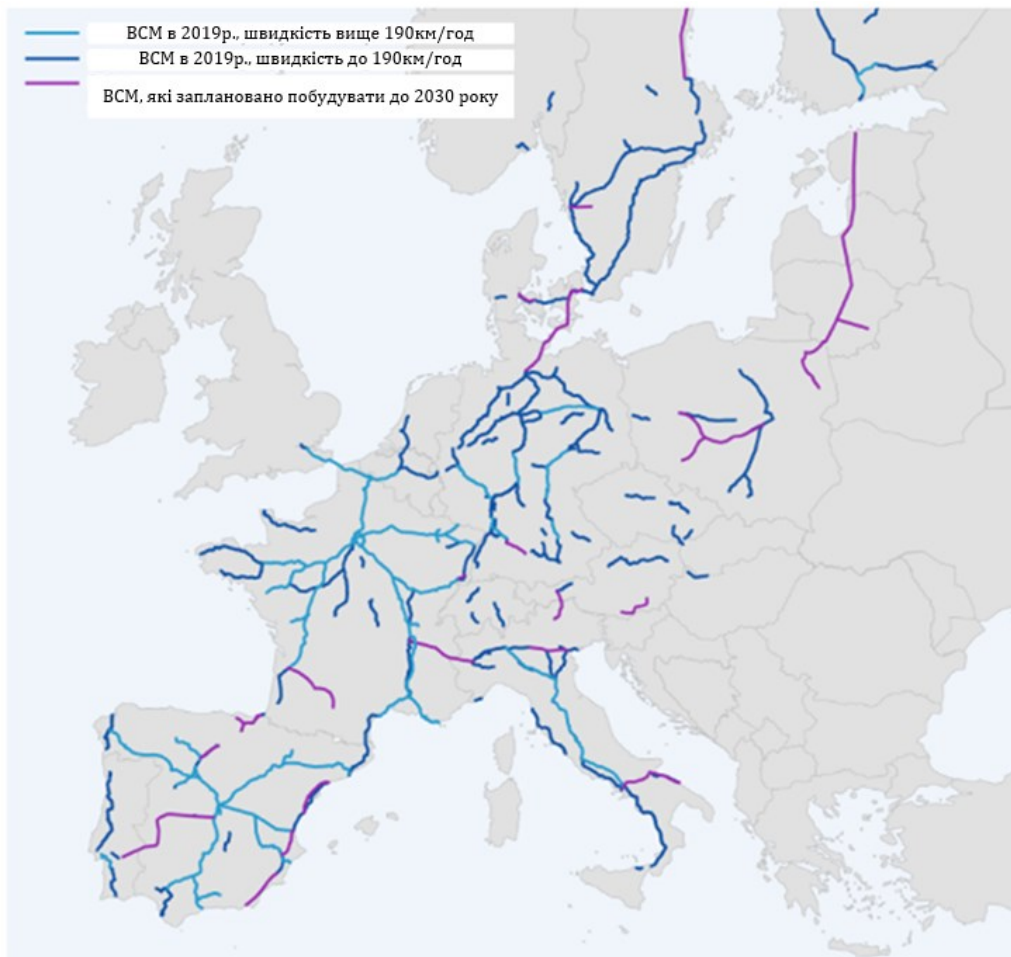 ВСМ в 2019р., швидкість вище 190км/год
ВСМ в 2019р., швидкість до 190км/год
ВСМ, які заплановано побудувати до 2030 року